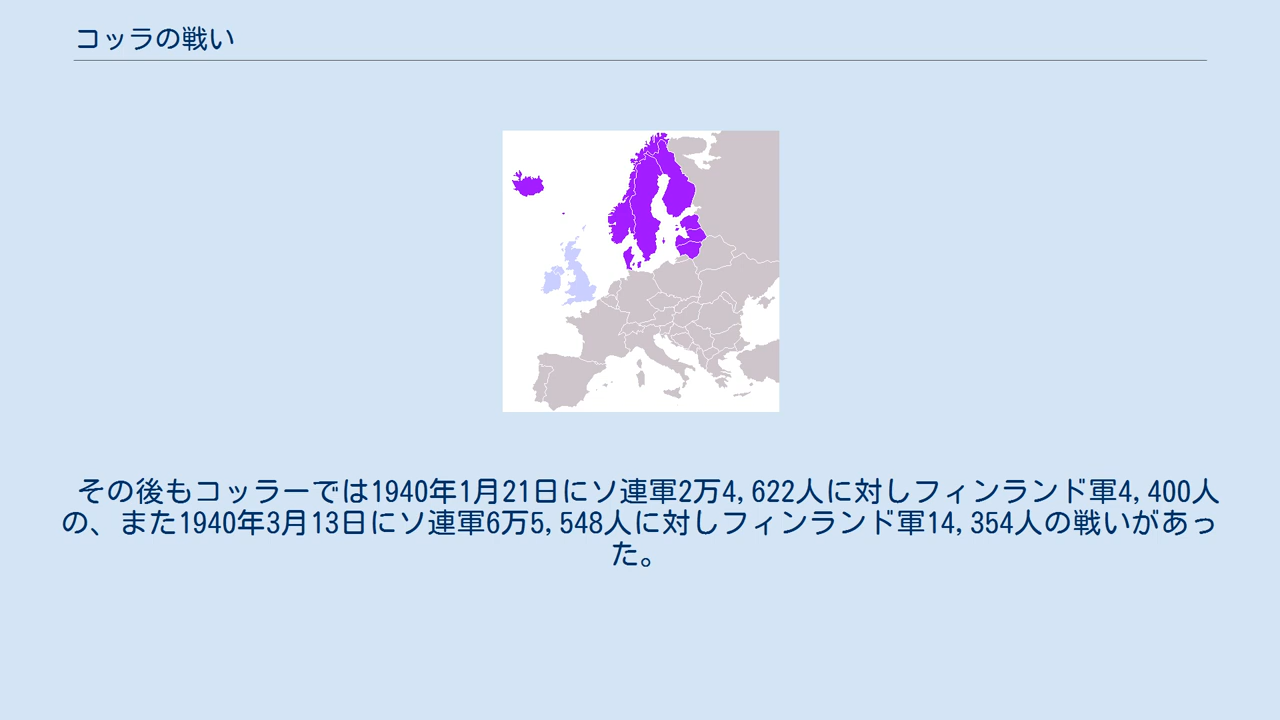 コッラの戦い
その後もコッラーでは1940年1月21日にソ連軍2万4,622人に対しフィンランド軍4,400人
の、また1940年3月13日にソ連軍6万5,548人に対しフィンランド軍14,354人の戦いがあっ
た。